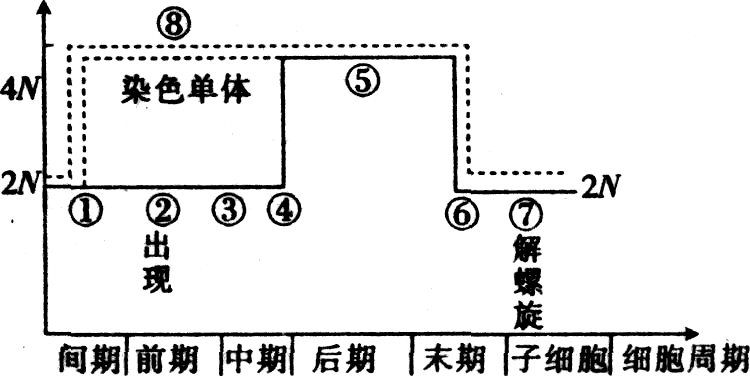 ⑧
4N
染色单体
⑤
2N
2N
① ② ③ ④ ⑥ ⑦
出现
解螺旋
间期 前期 中期 后期 末期 子细胞 细胞周期